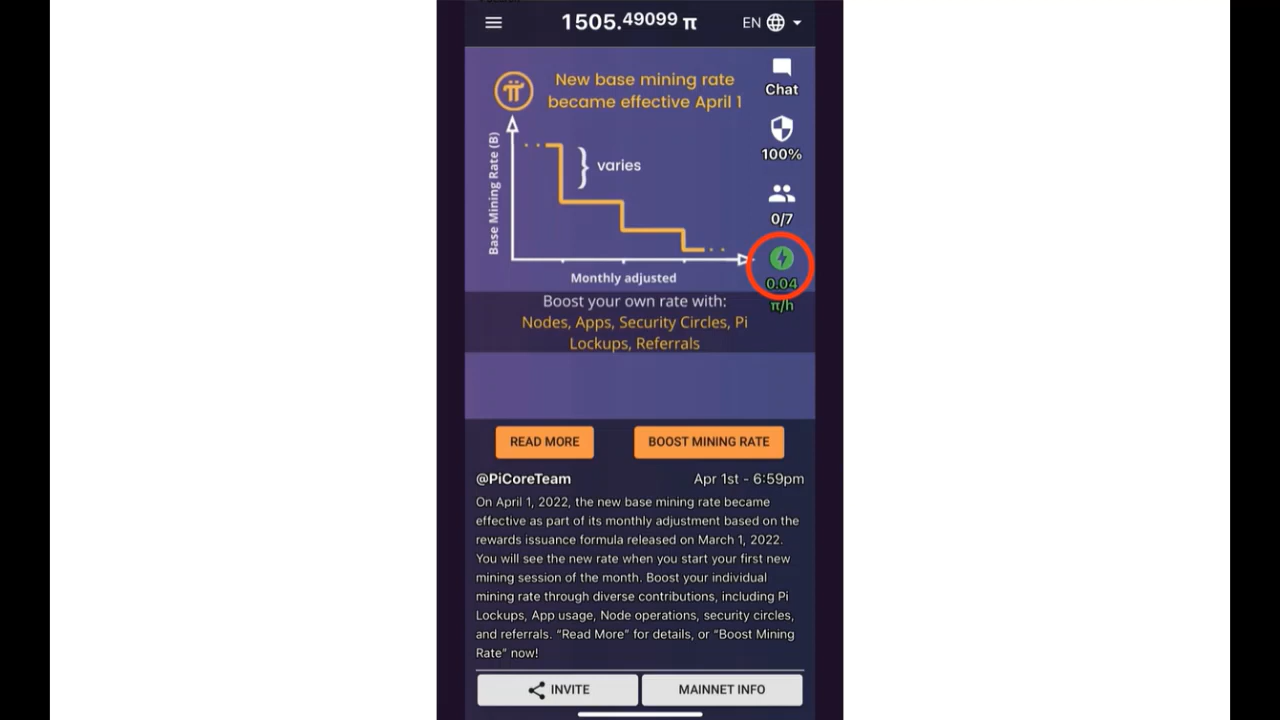 1505.49099 π
EN
New base mining rate
became effective April 1
Chat
100%
0/7
0.04
π/h
Base Mining Rate (B)
varies
Monthly adjusted
Boost your own rate with:
Nodes, Apps, Security Circles, Pi
Lockups, Referrals
READ MORE
BOOST MINING RATE
@PiCoreTeam
Apr 1st - 6:59pm
On April 1, 2022, the new base mining rate became
effective as part of its monthly adjustment based on the
rewards issuance formula released on March 1, 2022.
You will see the new rate when you start your first new
mining session of the month. Boost your individual
mining rate through diverse contributions, including Pi
Lockups, App usage, Node operations, security circles,
and referrals. “Read More” for details, or “Boost Mining
Rate” now!
INVITE
MAINNET INFO